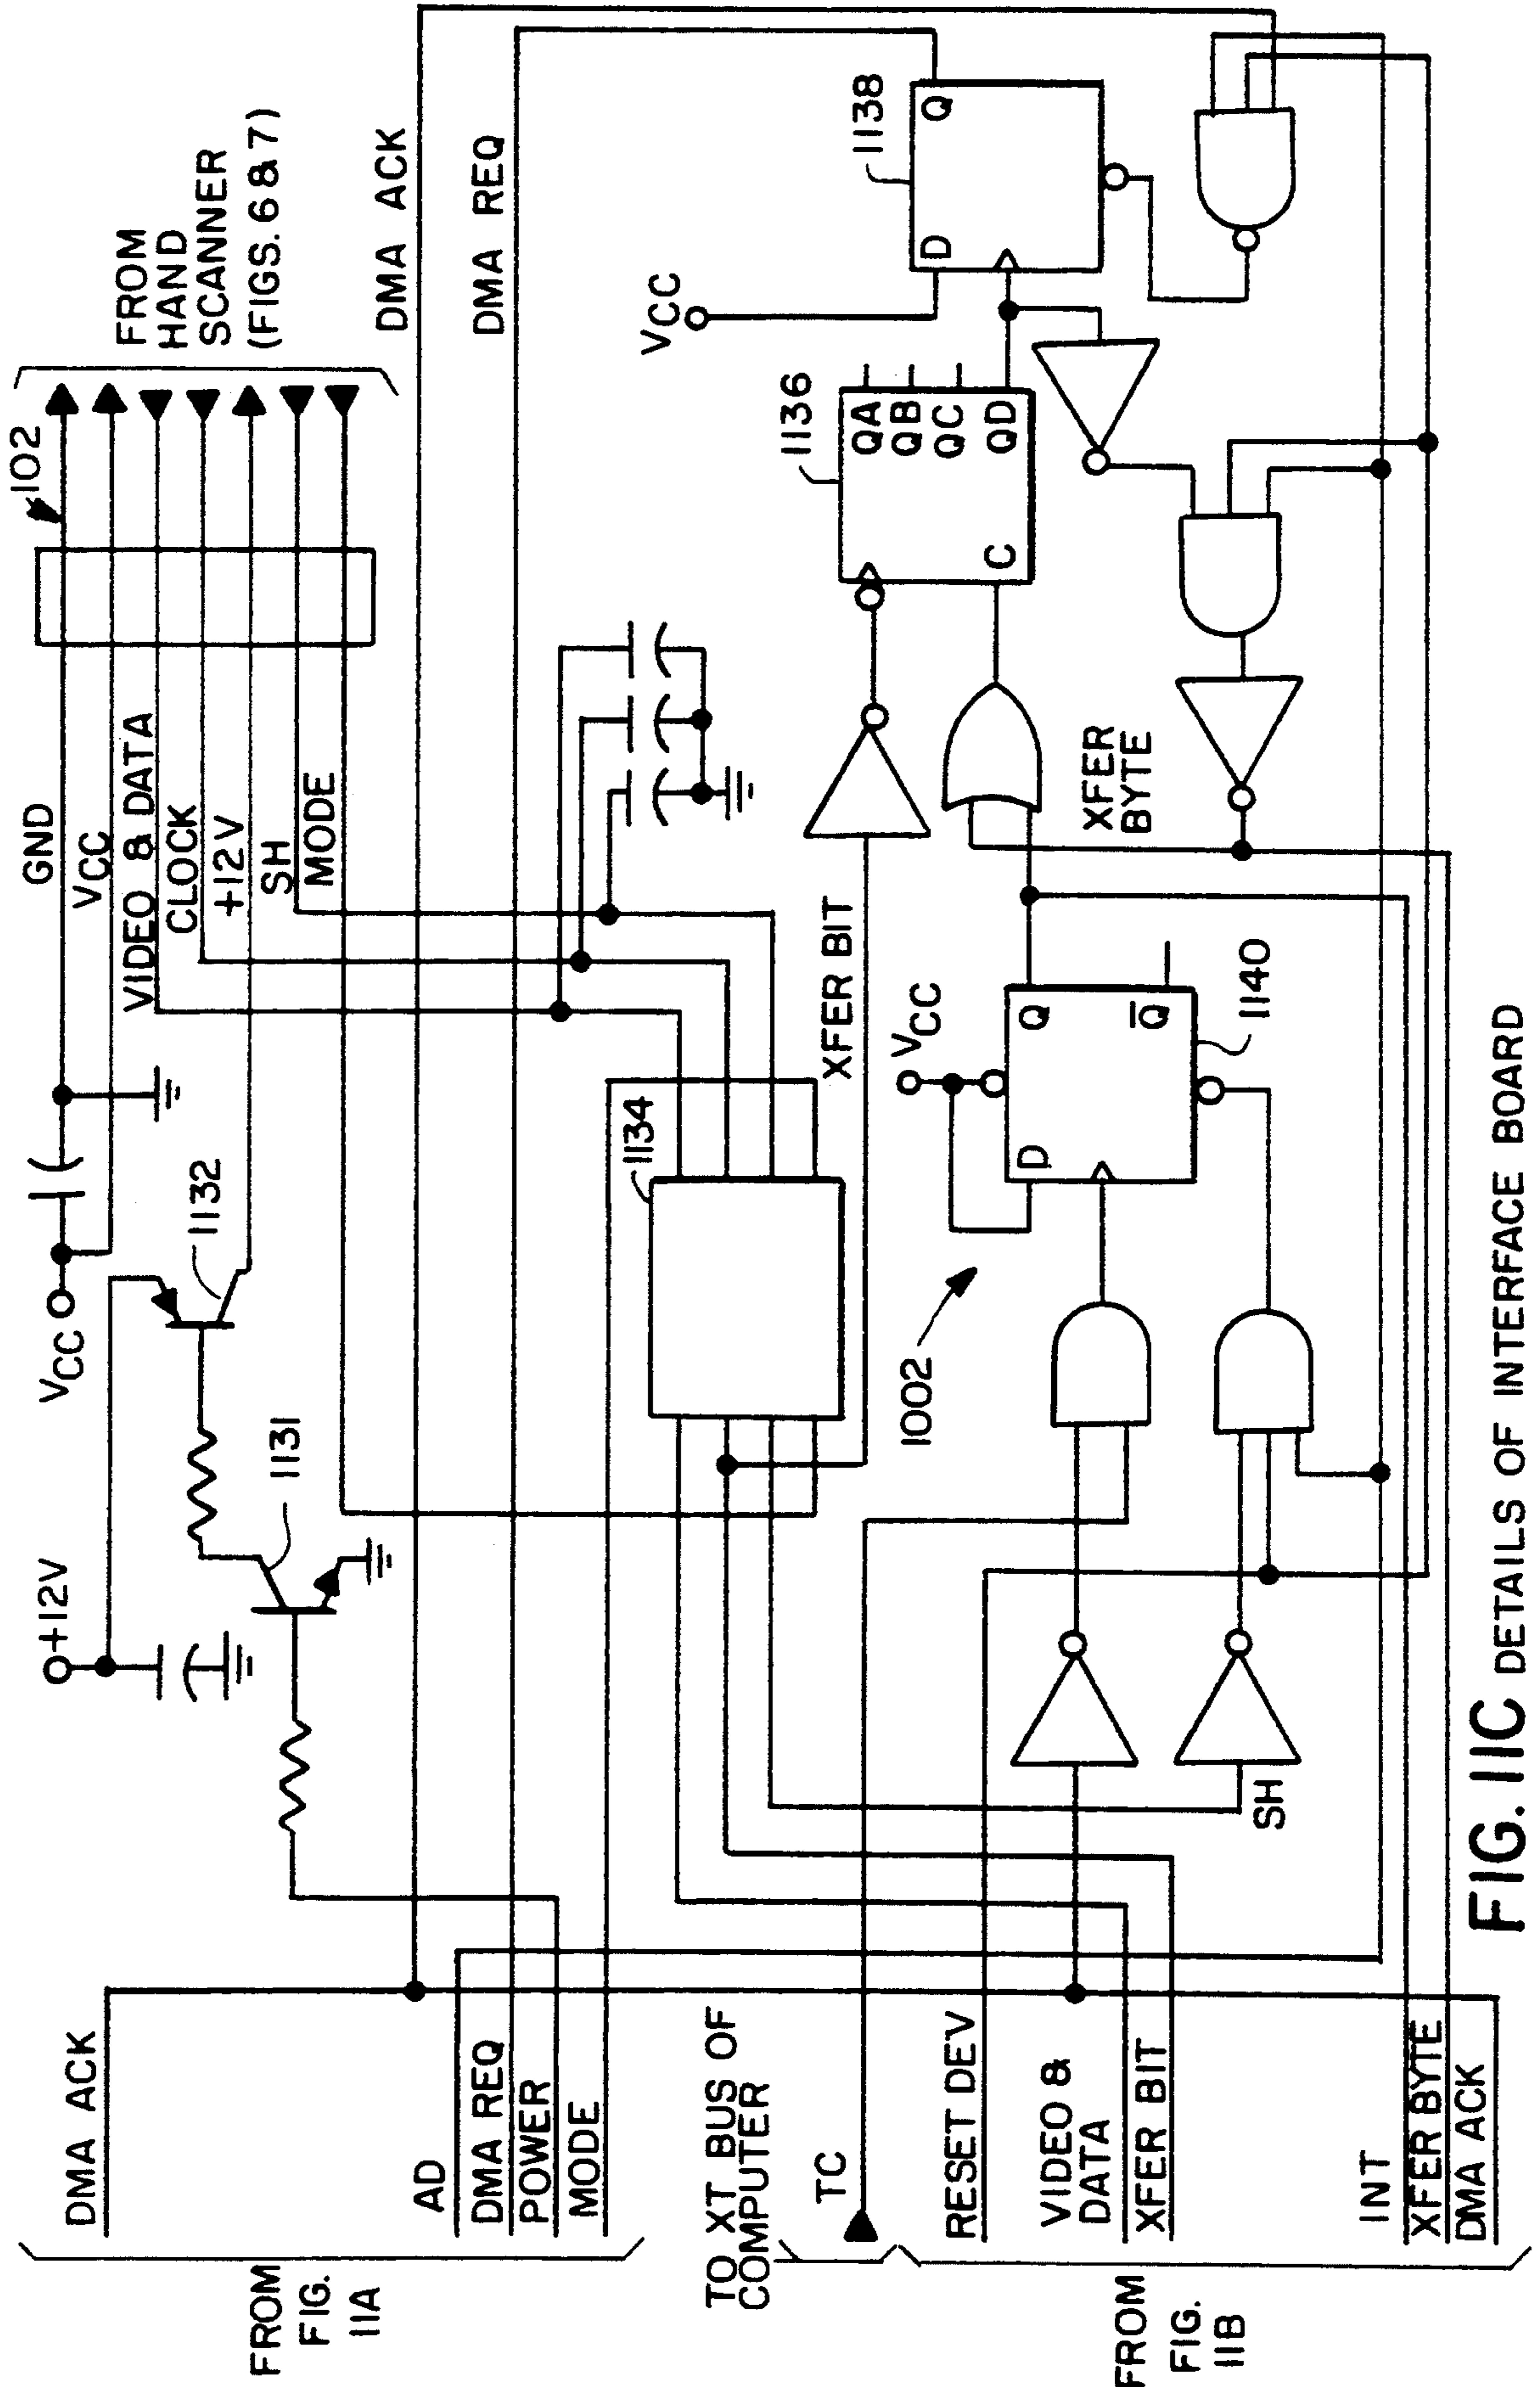 FROM
FIG.
11A
DMA ACK
AD
DMA REQ
POWER
MODE
TO XT BUS OF
COMPUTER
TC
FROM
FIG.
11B
RESET DEV
VIDEO &
DATA
XFER BIT
INT
XFER BYTE
DMA ACK
+12V
1131
VCC
1132
GND
VCC
VIDEO & DATA
CLOCK
+12V
SH
MODE
102
FROM
HAND
SCANNER
(FIGS. 6 & 7)
DMA ACK
DMA REQ
1134
XFER BIT
SH
1002
VCC
D
Q
Q̅
1140
XFER
BYTE
1136
QA
QB
QC
QD
C
VCC
1138
D
Q
FIG. 11C DETAILS OF INTERFACE BOARD